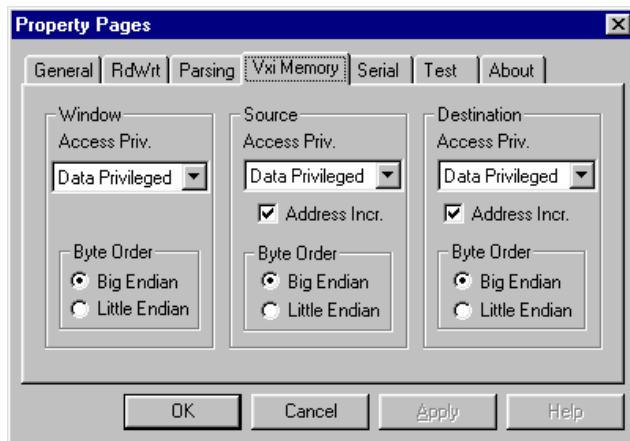 Property Pages
General RdWrt Parsing Vxi Memory Serial Test About
Window Source Destination
Access Priv. Access Priv. Access Priv.
Data Privileged Data Privileged Data Privileged
Address Incr. Address Incr.
Byte Order Byte Order Byte Order
Big Endian Big Endian Big Endian
Little Endian Little Endian Little Endian
OK Cancel Apply Help